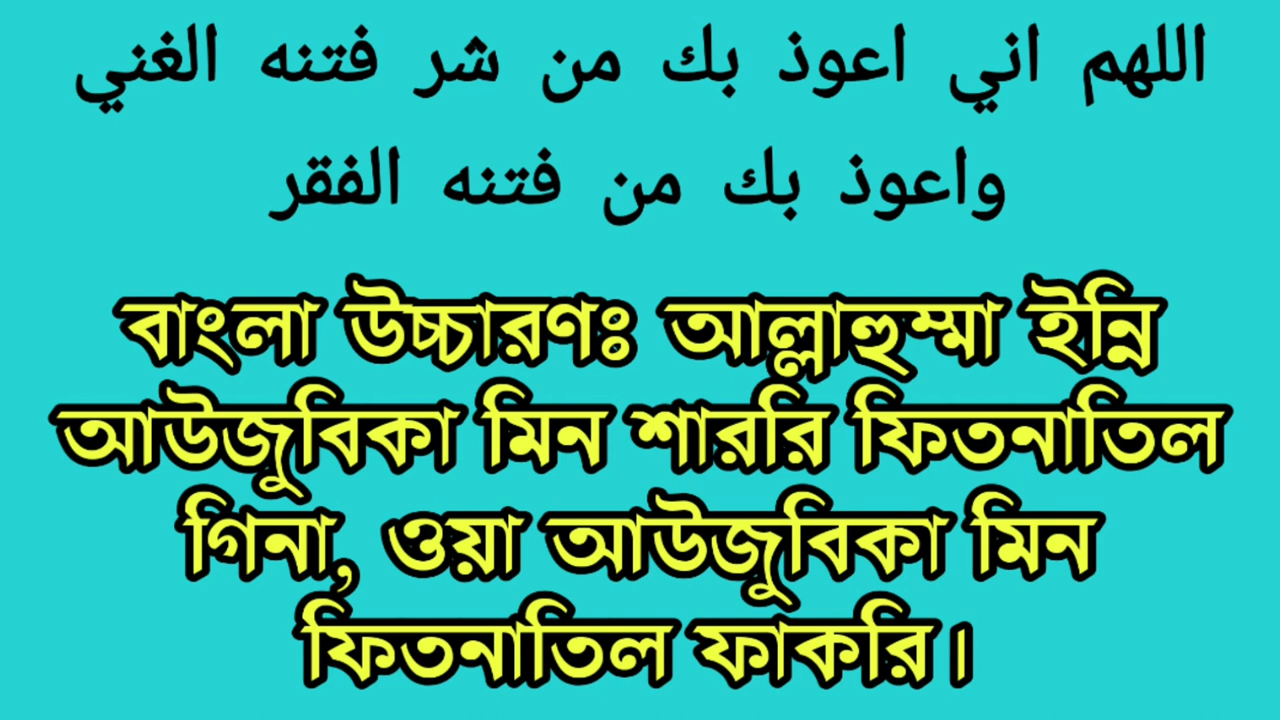 اللهم اني اعوذ بك من شر فتنه الغني
واعوذ بك من فتنه الفقر
বাংলা উচ্চারণঃ আল্লাহুম্মা ইন্নি
আউজুবিকা মিন শাররি ফিতনাতিল
গিনা, ওয়া আউজুবিকা মিন
ফিতনাতিল ফাকরি।